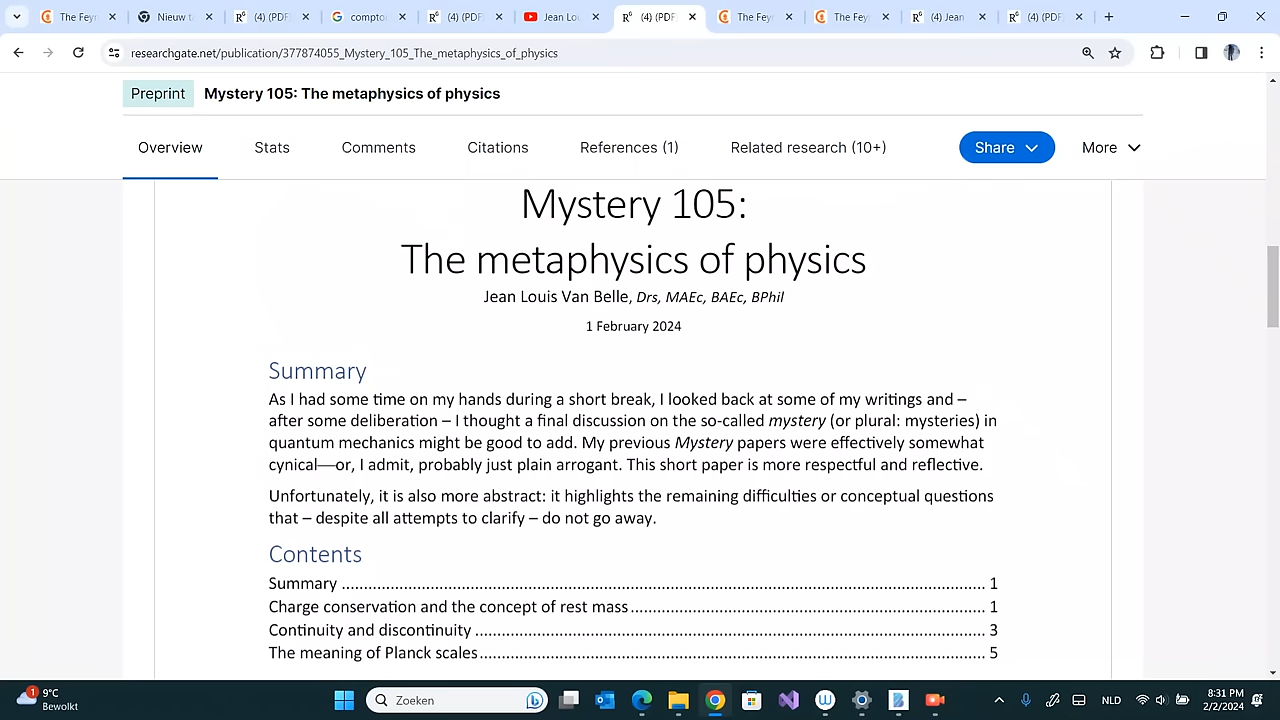 (4) (PDF
The Fey
Nieuw t
(4) (PDF
compto
(4) (PDF
Jean Lou
(4) (PDF
The Fey
The Fey
(4) Jean
(4) (PDF
researchgate.net/publication/377874055_Mystery_105_The_metaphysics_of_physics
Preprint Mystery 105: The metaphysics of physics
Overview Stats Comments Citations References (1) Related research (10+) Share More
Mystery 105:
The metaphysics of physics
Jean Louis Van Belle, Drs, MAEc, BAEc, BPhil
1 February 2024
Summary
As I had some time on my hands during a short break, I looked back at some of my writings and –
after some deliberation – I thought a final discussion on the so-called mystery (or plural: mysteries) in
quantum mechanics might be good to add. My previous Mystery papers were effectively somewhat
cynical—or, I admit, probably just plain arrogant. This short paper is more respectful and reflective.
Unfortunately, it is also more abstract: it highlights the remaining difficulties or conceptual questions
that – despite all attempts to clarify – do not go away.
Contents
Summary ........ 1
Charge conservation and the concept of rest mass ........ 1
Continuity and discontinuity ........ 3
The meaning of Planck scales ........ 5
1 9°C
Bewolkt
Zoeken
NLD
8:31 PM
2/2/2024